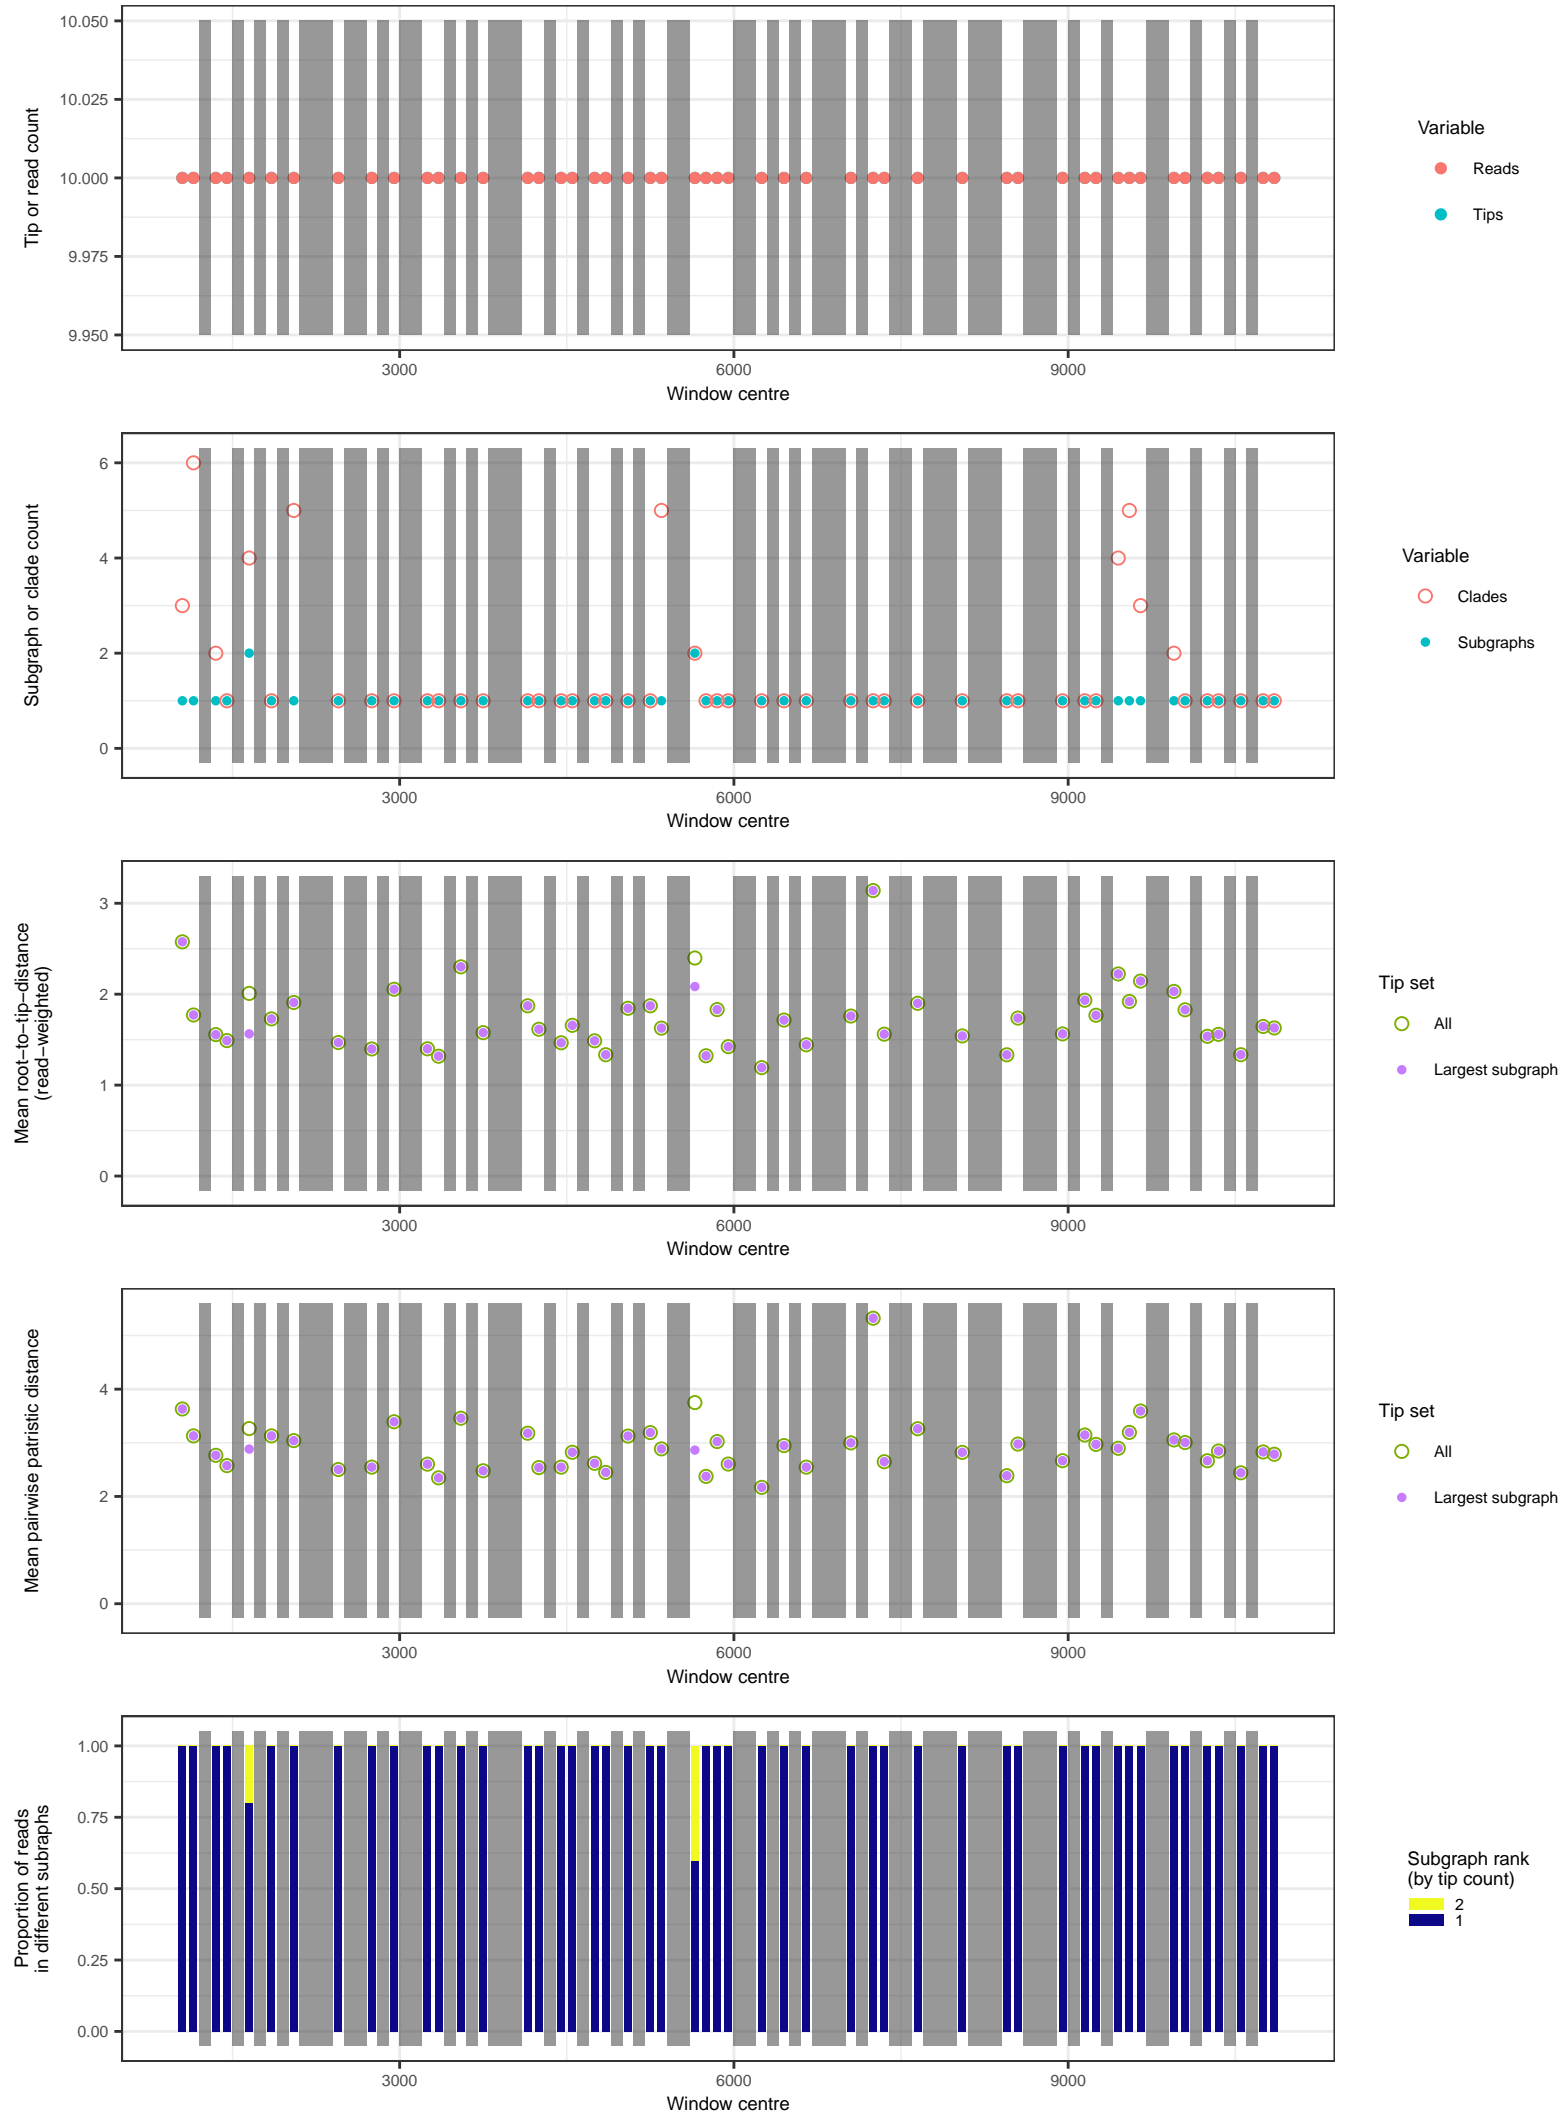 10.050
10.025
10.000
9.975
9.950
Tip or read count
3000
6000
9000
Window centre
Variable
Reads
Tips
6
4
2
0
Subgraph or clade count
3000
6000
9000
Window centre
Variable
Clades
Subgraphs
3
2
1
0
Mean root−to−tip−distance
(read−weighted)
3000
6000
9000
Window centre
Tip set
All
Largest subgraph
4
2
0
Mean pairwise patristic distance
3000
6000
9000
Window centre
Tip set
All
Largest subgraph
1.00
0.75
0.50
0.25
0.00
Proportion of reads
in different subraphs
3000
6000
9000
Window centre
Subgraph rank
(by tip count)
2
1